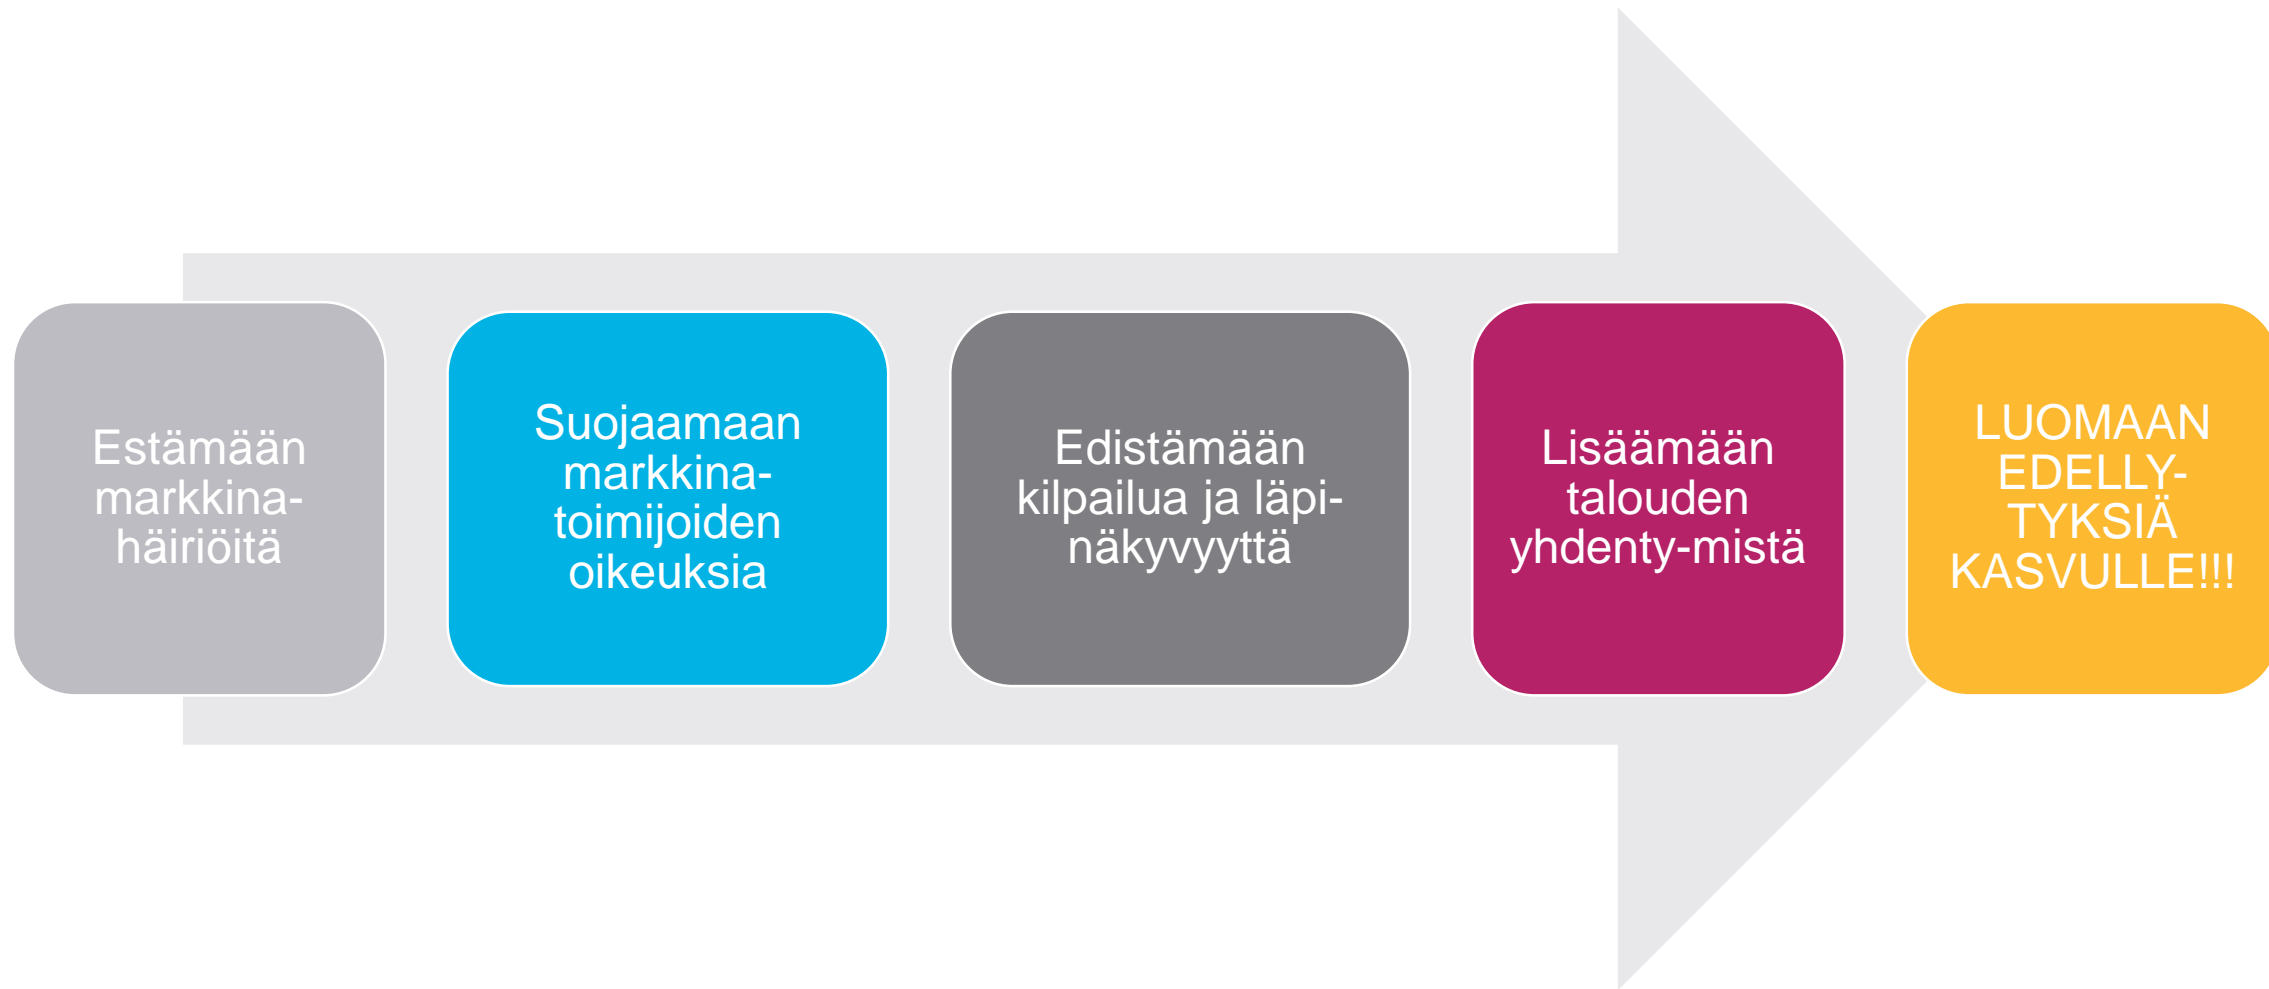 Estämään
markkina-
häiriöitä
Suojaamaan
markkina-
toimijoiden
oikeuksia
Edistämään
kilpailua ja läpi-
näkyvyyttä
Lisäämään
talouden
yhdenty-mistä
LUOMAAN
EDELLY-
TYKSIÄ
KASVULLE!!!